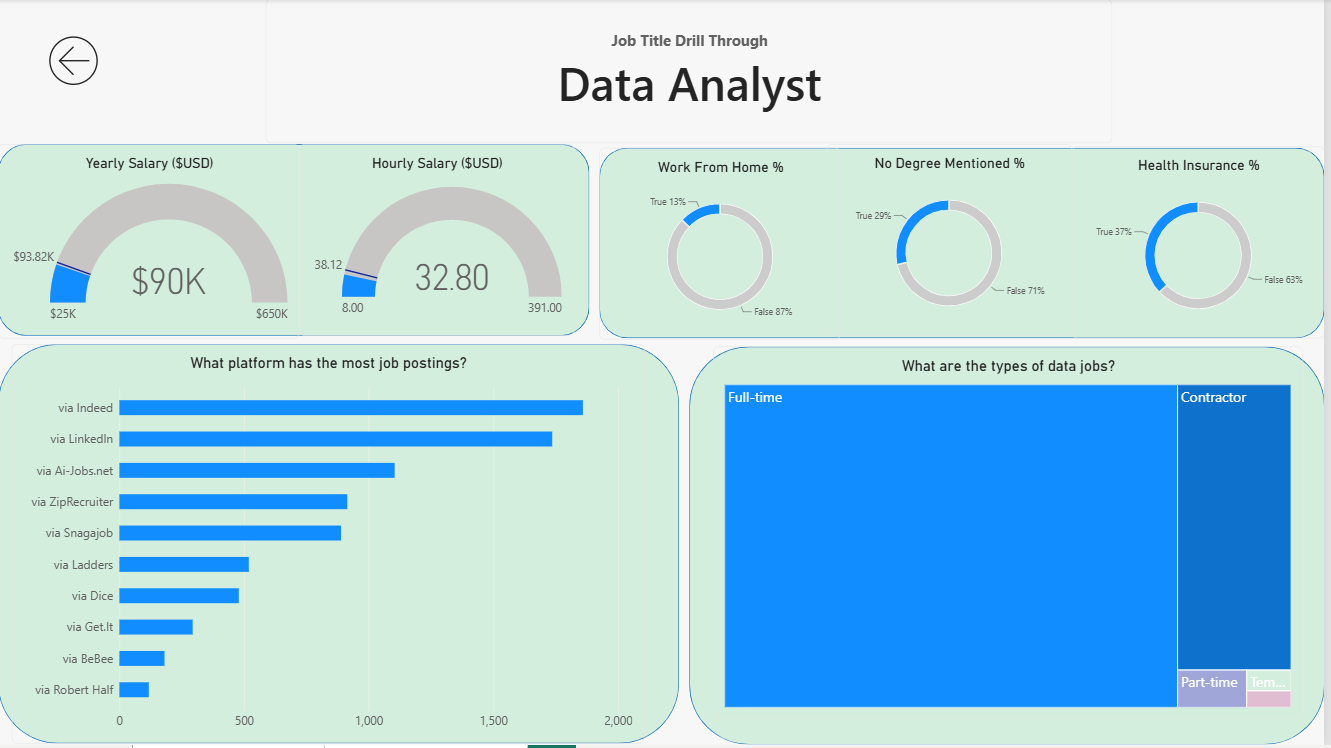 Job Title Drill Through
Data Analyst
Yearly Salary ($USD)
$93.82K
$90K
$25K
$650K
Hourly Salary ($USD)
38.12
32.80
8.00
391.00
Work From Home %
True 13%
False 87%
No Degree Mentioned %
True 29%
False 71%
Health Insurance %
True 37%
False 63%
What platform has the most job postings?
via Indeed
via LinkedIn
via Ai-Jobs.net
via ZipRecruiter
via Snagajob
via Ladders
via Dice
via Get.It
via BeBee
via Robert Half
0
500
1,000
1,500
2,000
What are the types of data jobs?
Full-time
Contractor
Part-time
Tem...